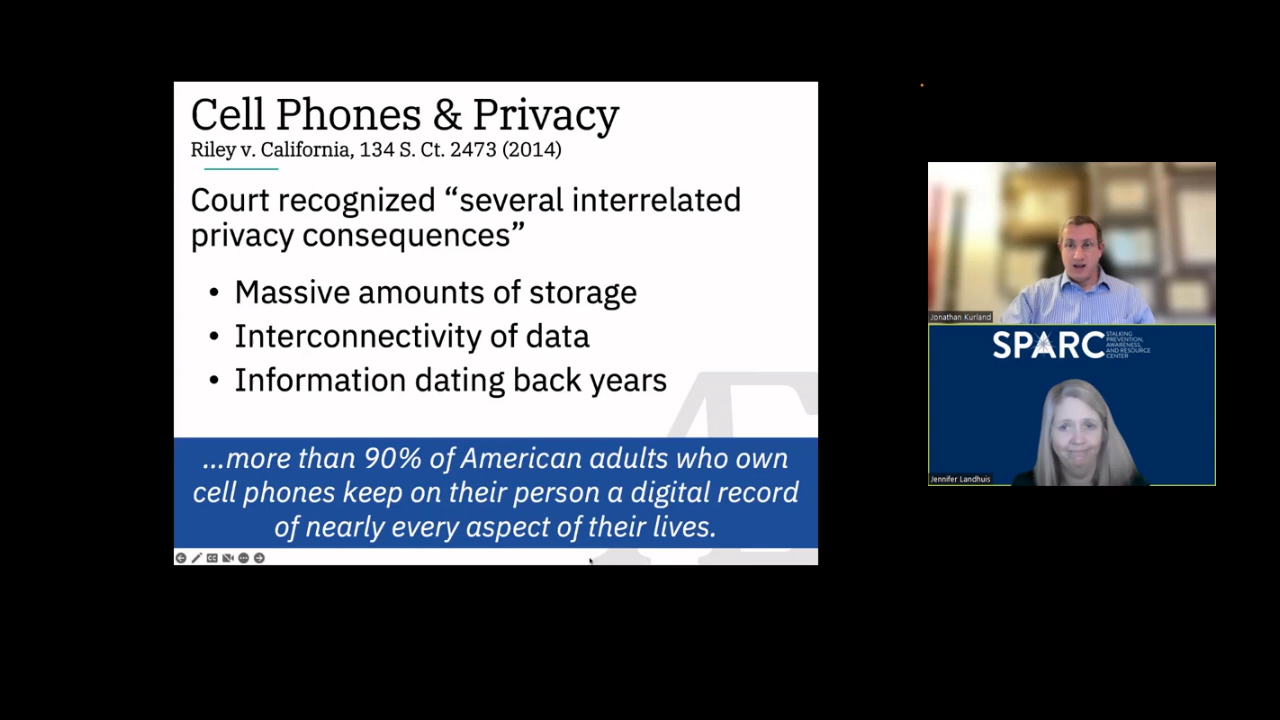 Cell Phones & Privacy
Riley v. California, 134 S. Ct. 2473 (2014)
Court recognized “several interrelated
privacy consequences”
• Massive amounts of storage
• Interconnectivity of data
• Information dating back years
...more than 90% of American adults who own
cell phones keep on their person a digital record
of nearly every aspect of their lives.
Jonathan Kurland
SPARC
STALKING
PREVENTION,
AWARENESS,
AND RESOURCE
CENTER
Jennifer Landhuis